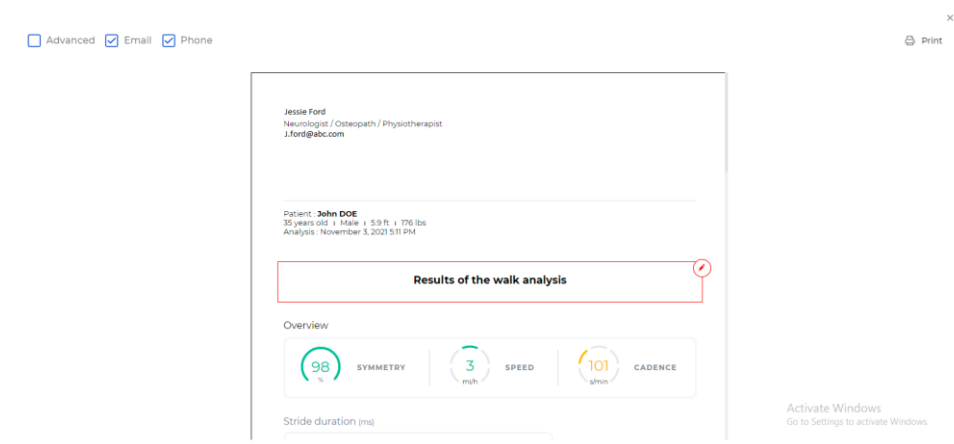 ×
Advanced Email Phone
Print
Jessie Ford
Neurologist / Osteopath / Physiotherapist
J.ford@abc.com
Patient : John DOE
35 years old ı Male ı 5.9 ft ı 176 lbs
Analysis : November 3, 2021 5:11 PM
Results of the walk analysis
Overview
98 % SYMMETRY 3 mi/h SPEED 101 s/min CADENCE
Stride duration (ms)
Activate Windows
Go to Settings to activate Windows.